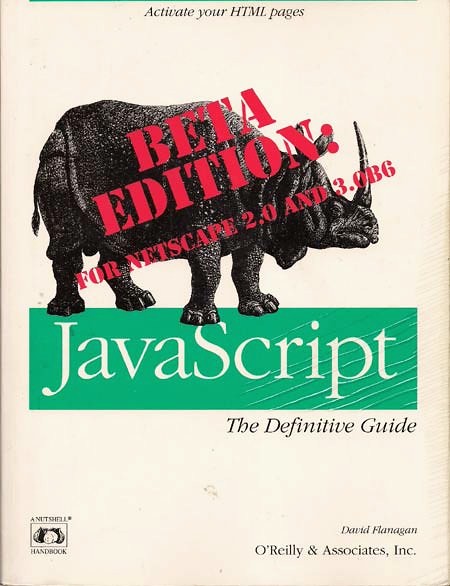 Activate your HTML pages
BETA
EDITION:
FOR NETSCAPE 2.0 AND 3.0B6
JavaScript
The Definitive Guide
A NUTSHELL®
HANDBOOK
David Flanagan
O'Reilly & Associates, Inc.